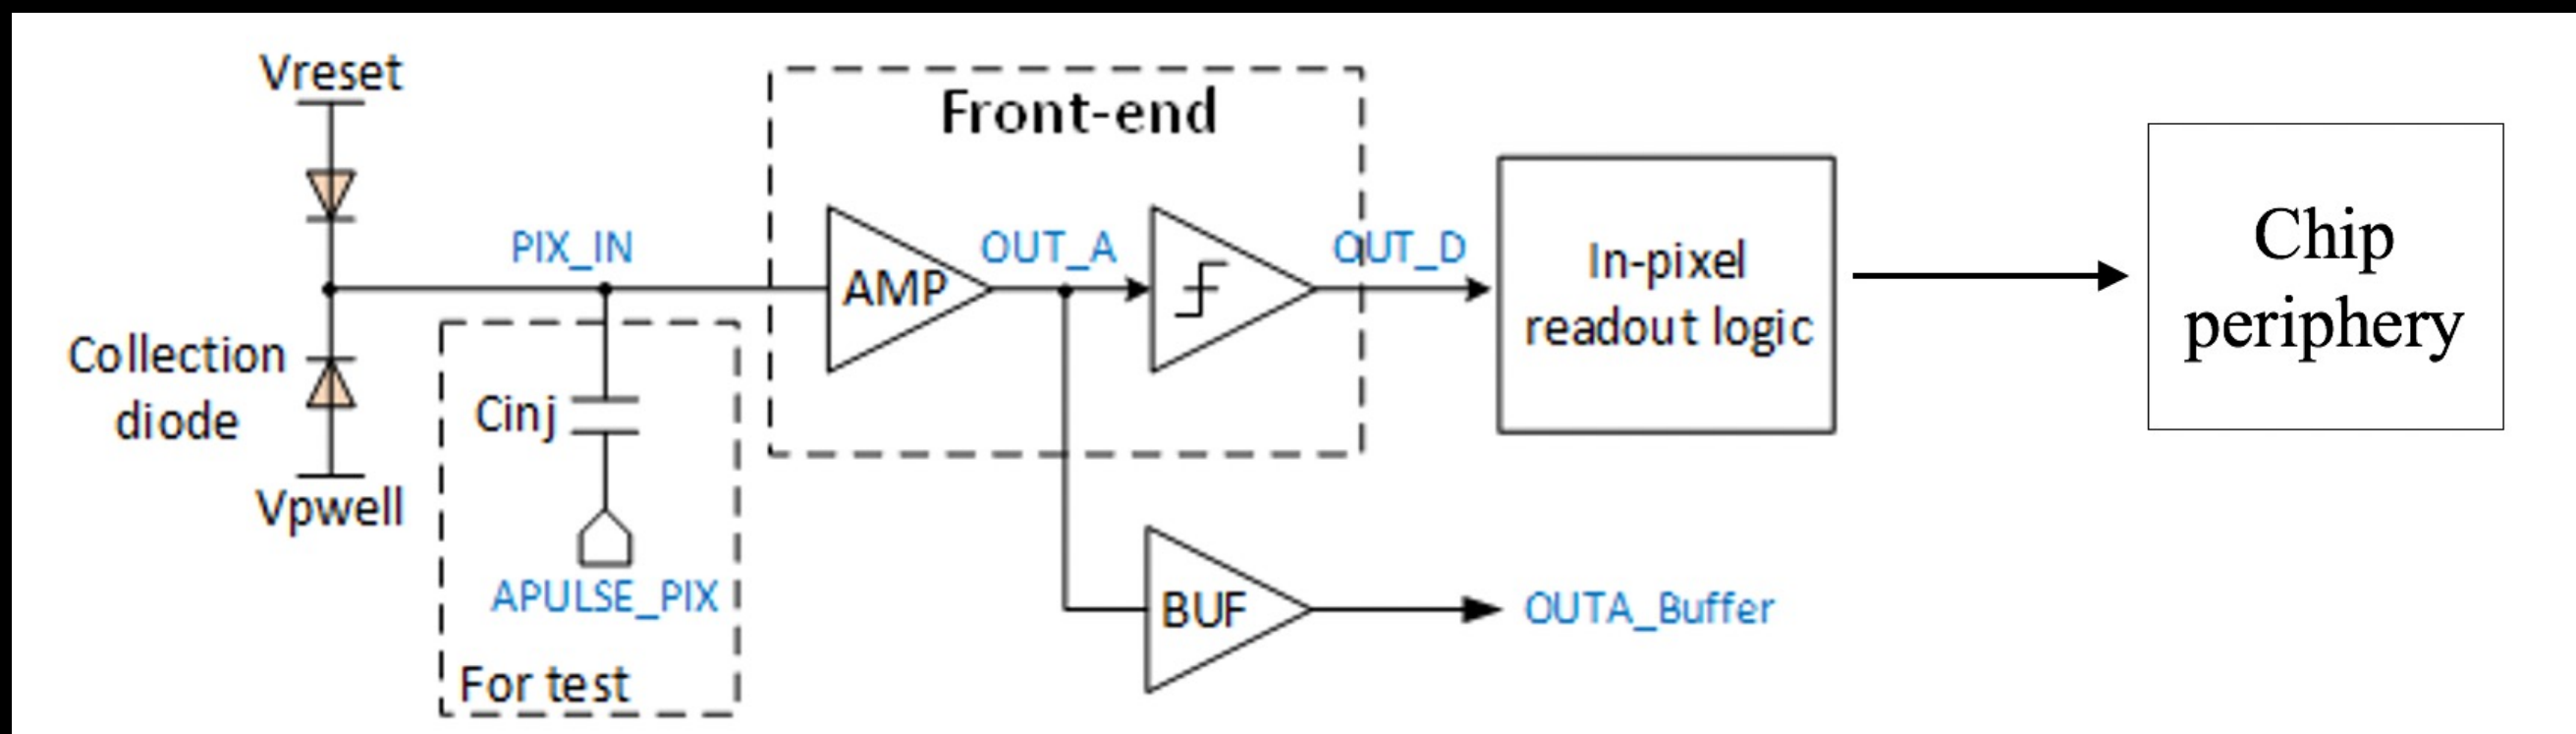 Vreset
Front-end
PIX_IN
AMP
OUT_A
OUT_D
In-pixel
readout logic
Chip
periphery
Collection
diode
Cinj
Vpwell
APULSE_PIX
For test
BUF
OUTA_Buffer